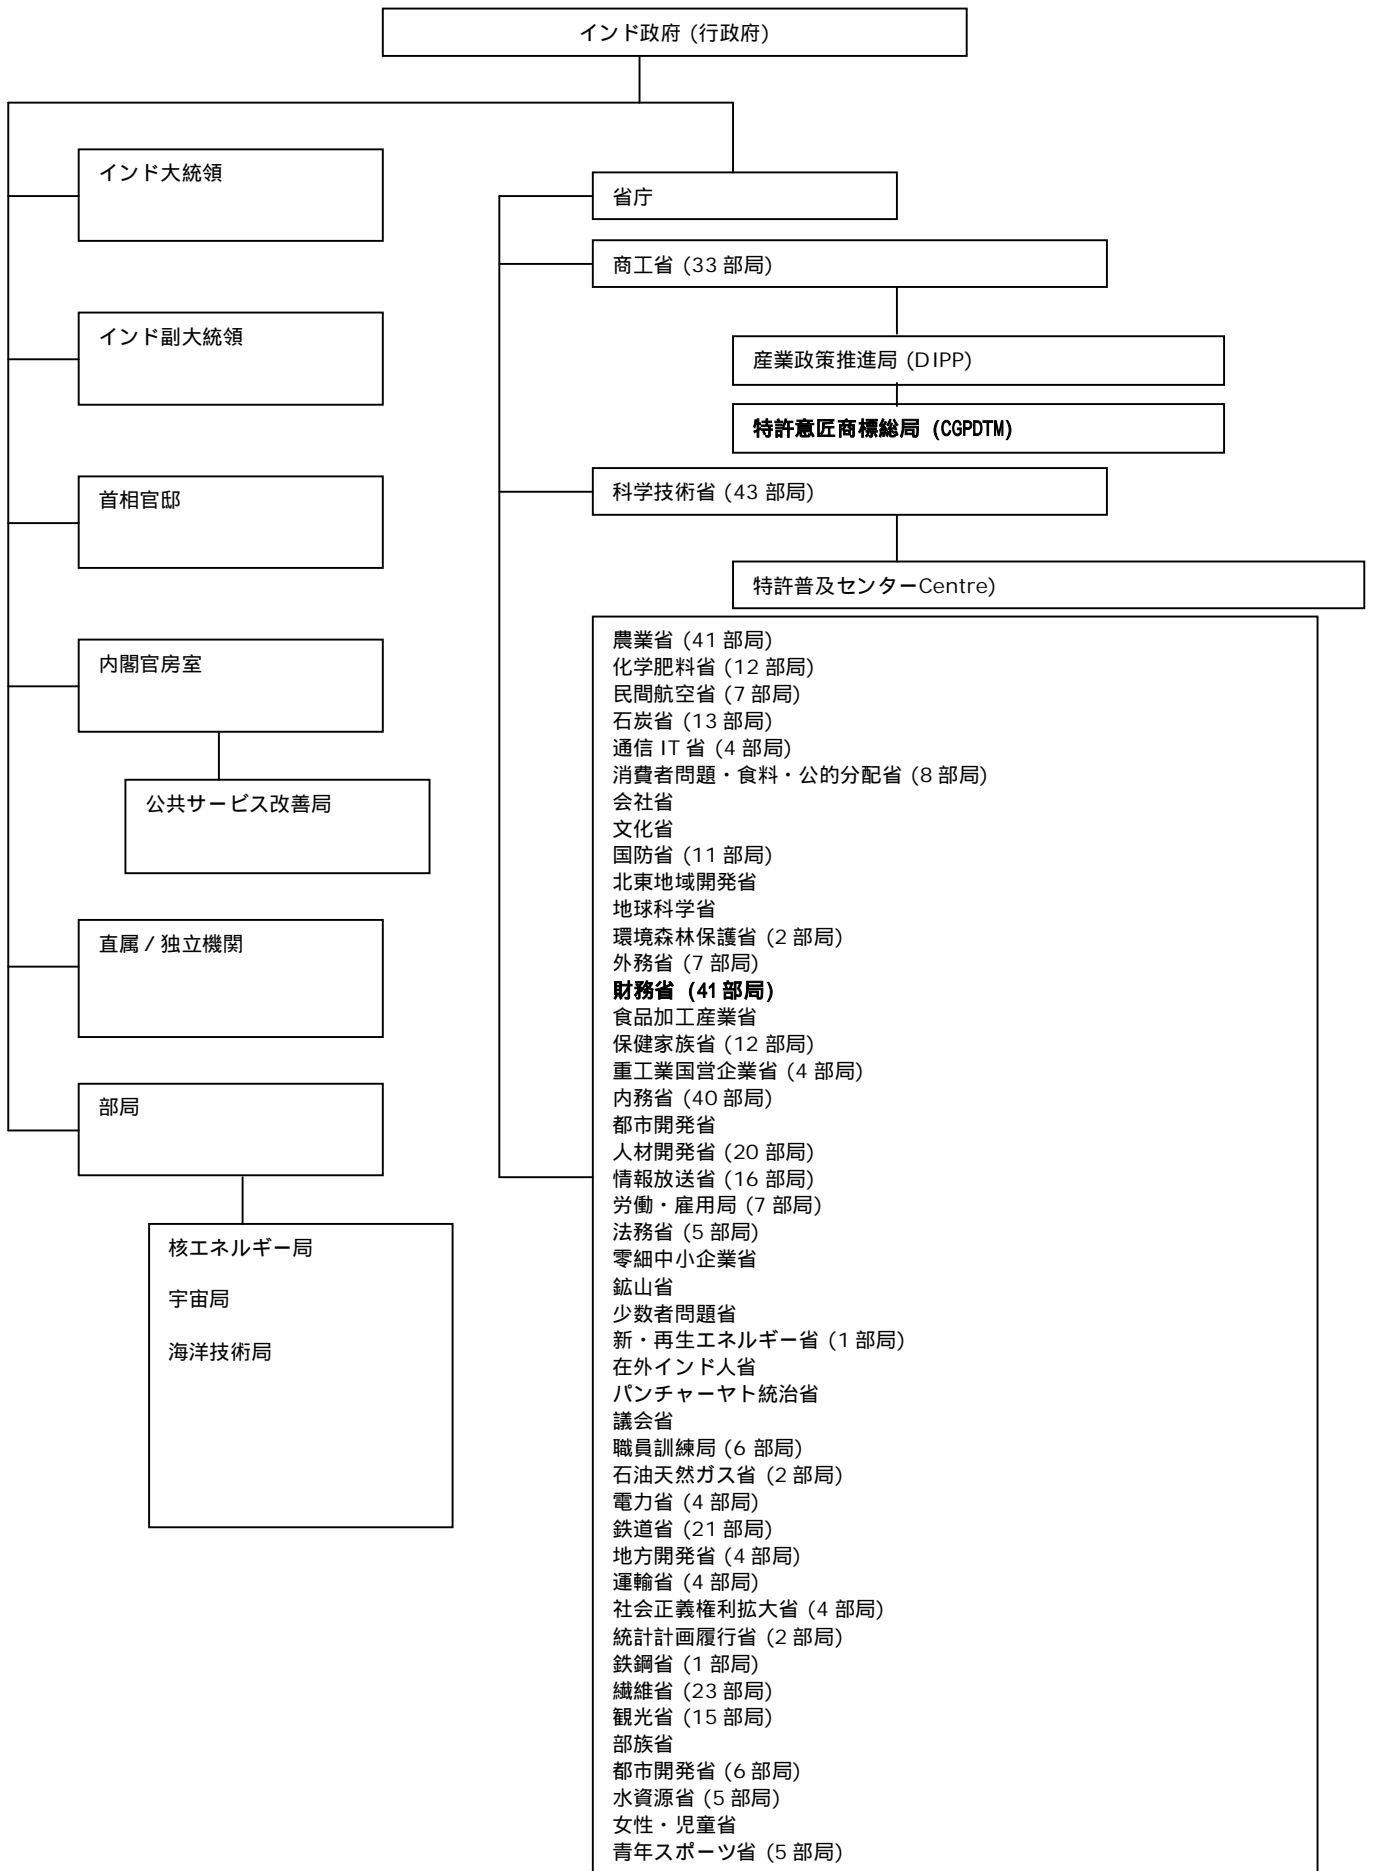 インド政府 (行政府)
インド大統領
インド副大統領
首相官邸
内閣官房室
公共サービス改善局
直属 / 独立機関
部局
核エネルギー局
宇宙局
海洋技術局
省庁
商工省 (33 部局)
産業政策推進局 (DIPP)
特許意匠商標総局 (CGPDTM)
科学技術省 (43 部局)
特許普及センターCentre)
農業省 (41 部局)
化学肥料省 (12 部局)
民間航空省 (7 部局)
石炭省 (13 部局)
通信 IT 省 (4 部局)
消費者問題・食料・公的分配省 (8 部局)
会社省
文化省
国防省 (11 部局)
北東地域開発省
地球科学省
環境森林保護省 (2 部局)
外務省 (7 部局)
財務省 (41 部局)
食品加工産業省
保健家族省 (12 部局)
重工業国営企業省 (4 部局)
内務省 (40 部局)
都市開発省
人材開発省 (20 部局)
情報放送省 (16 部局)
労働・雇用局 (7 部局)
法務省 (5 部局)
零細中小企業省
鉱山省
少数者問題省
新・再生エネルギー省 (1 部局)
在外インド人省
パンチャーヤト統治省
議会省
職員訓練局 (6 部局)
石油天然ガス省 (2 部局)
電力省 (4 部局)
鉄道省 (21 部局)
地方開発省 (4 部局)
運輸省 (4 部局)
社会正義権利拡大省 (4 部局)
統計計画履行省 (2 部局)
鉄鋼省 (1 部局)
繊維省 (23 部局)
観光省 (15 部局)
部族省
都市開発省 (6 部局)
水資源省 (5 部局)
女性・児童省
青年スポーツ省 (5 部局)